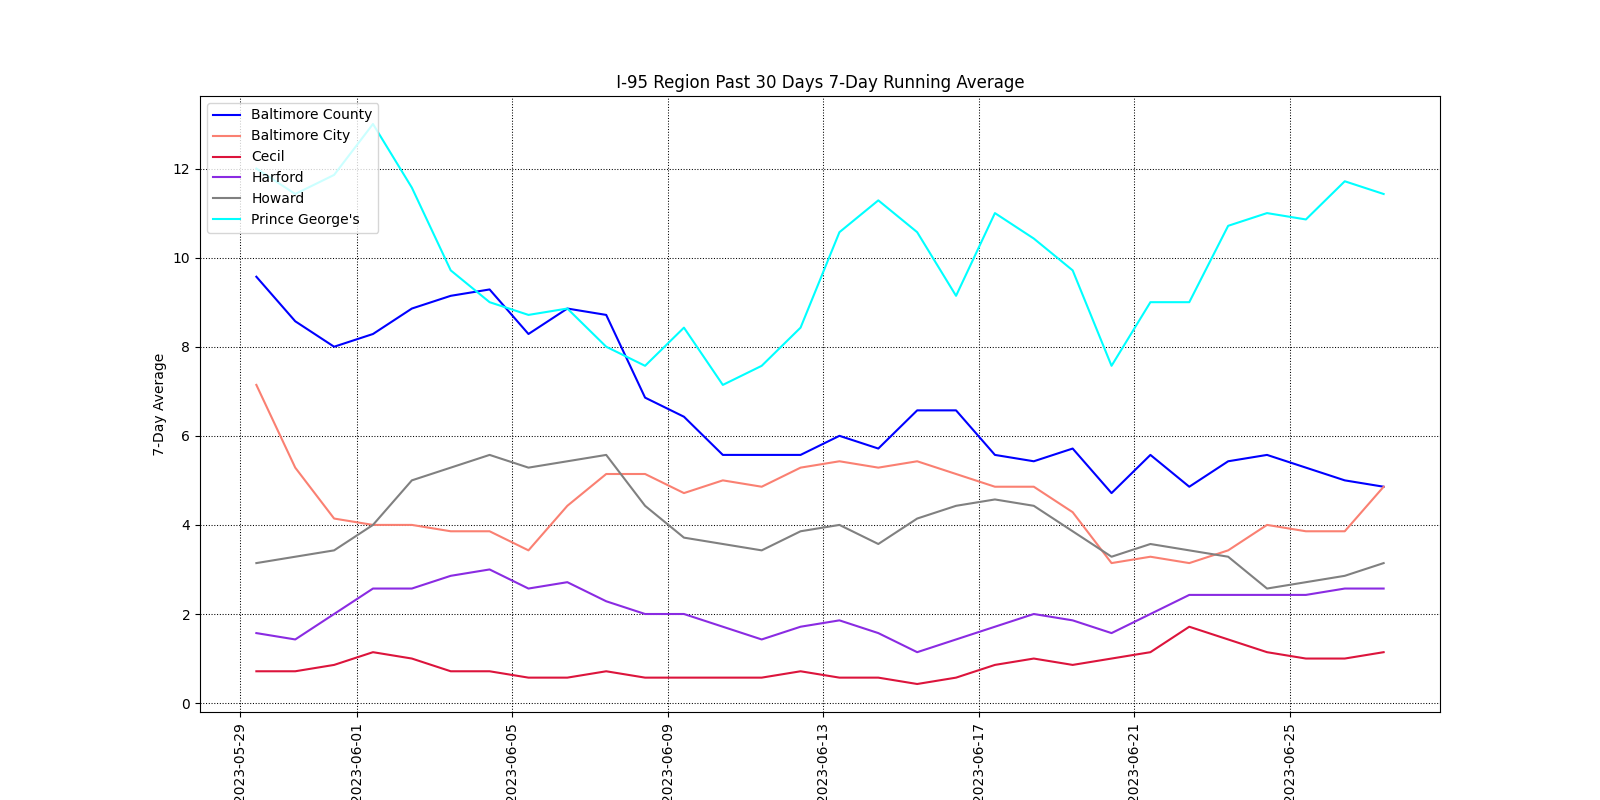 I-95 Region Past 30 Days 7-Day Running Average
Baltimore County
Baltimore City
Cecil
Harford
Howard
Prince George's
12
10
8
6
4
2
0
7-Day Average
2023-05-29
2023-06-01
2023-06-05
2023-06-09
2023-06-13
2023-06-17
2023-06-21
2023-06-25